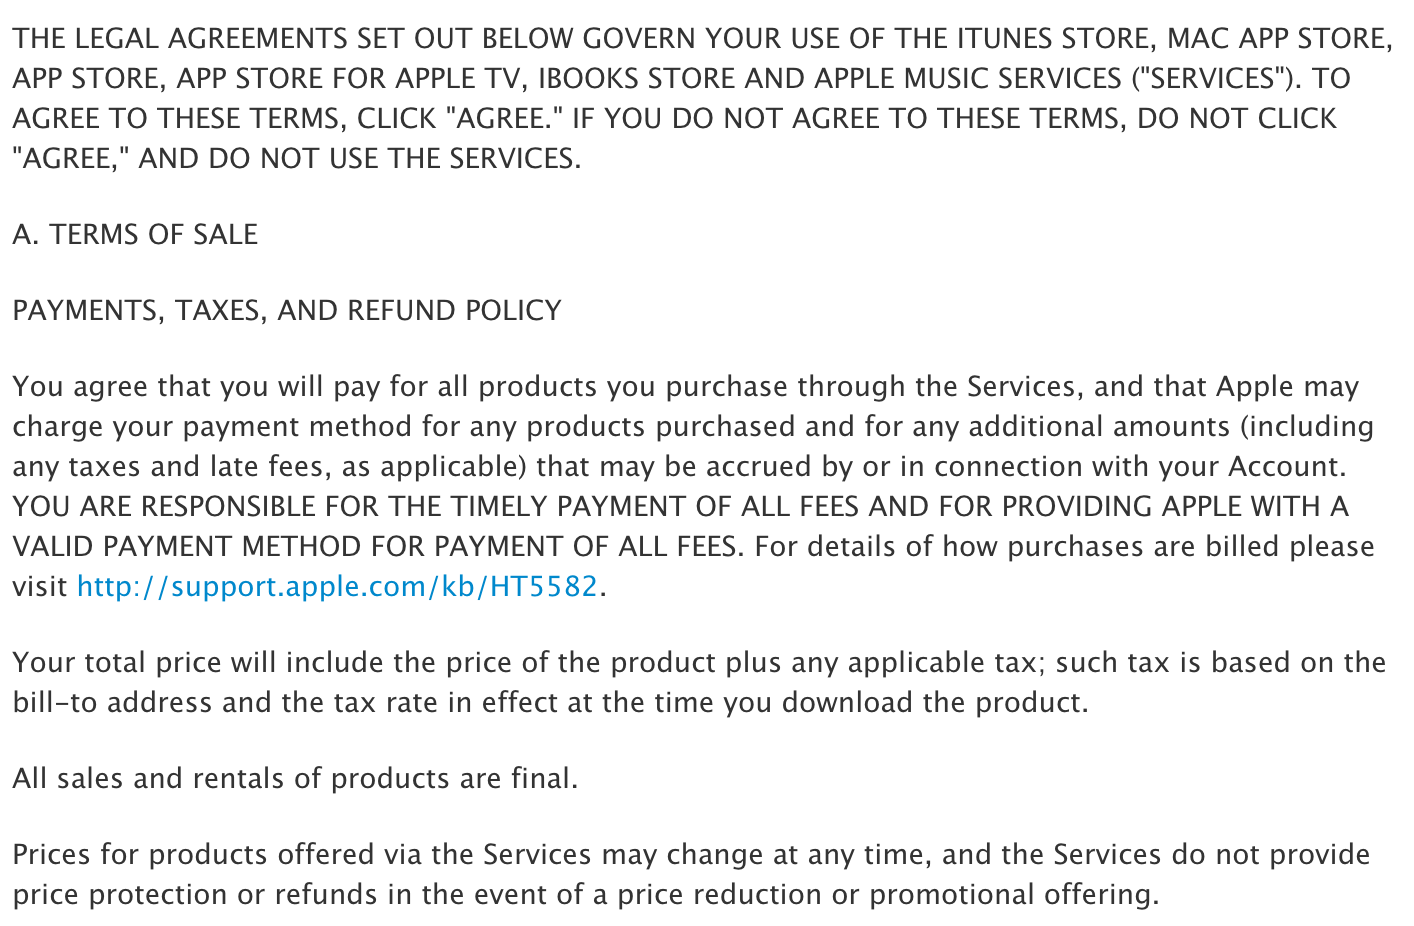 THE LEGAL AGREEMENTS SET OUT BELOW GOVERN YOUR USE OF THE ITUNES STORE, MAC APP STORE,
APP STORE, APP STORE FOR APPLE TV, IBOOKS STORE AND APPLE MUSIC SERVICES ("SERVICES"). TO
AGREE TO THESE TERMS, CLICK "AGREE." IF YOU DO NOT AGREE TO THESE TERMS, DO NOT CLICK
"AGREE," AND DO NOT USE THE SERVICES.
A. TERMS OF SALE
PAYMENTS, TAXES, AND REFUND POLICY
You agree that you will pay for all products you purchase through the Services, and that Apple may
charge your payment method for any products purchased and for any additional amounts (including
any taxes and late fees, as applicable) that may be accrued by or in connection with your Account.
YOU ARE RESPONSIBLE FOR THE TIMELY PAYMENT OF ALL FEES AND FOR PROVIDING APPLE WITH A
VALID PAYMENT METHOD FOR PAYMENT OF ALL FEES. For details of how purchases are billed please
visit http://support.apple.com/kb/HT5582.
Your total price will include the price of the product plus any applicable tax; such tax is based on the
bill-to address and the tax rate in effect at the time you download the product.
All sales and rentals of products are final.
Prices for products offered via the Services may change at any time, and the Services do not provide
price protection or refunds in the event of a price reduction or promotional offering.